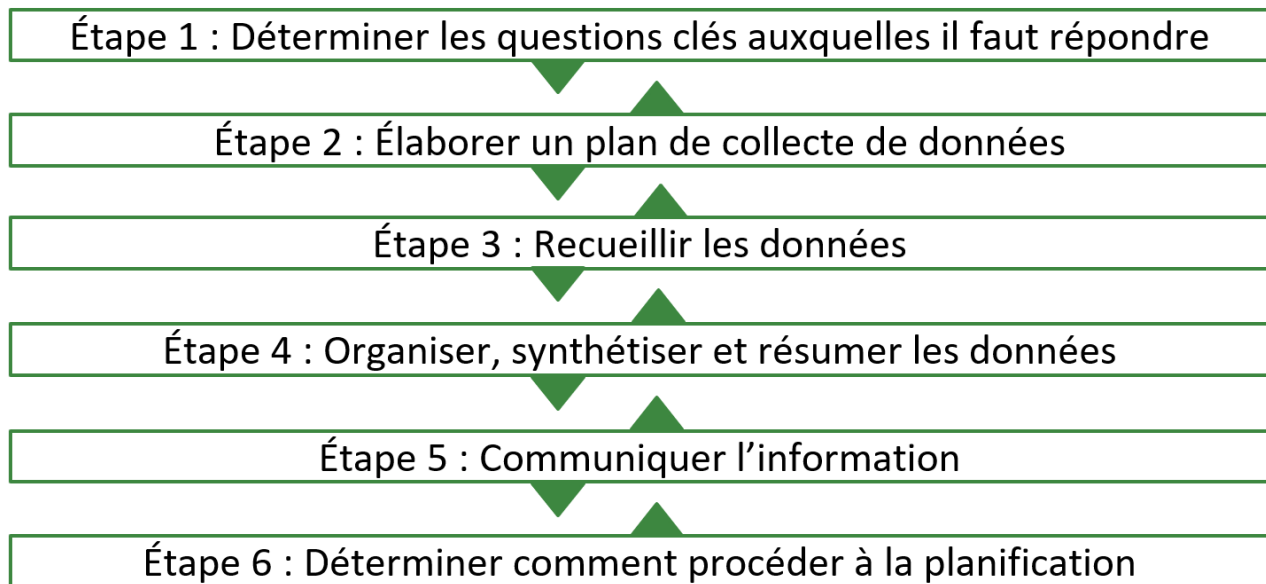 Étape 1 : Déterminer les questions clés auxquelles il faut répondre
Étape 2 : Élaborer un plan de collecte de données
Étape 3 : Recueillir les données
Étape 4 : Organiser, synthétiser et résumer les données
Étape 5 : Communiquer l’information
Étape 6 : Déterminer comment procéder à la planification